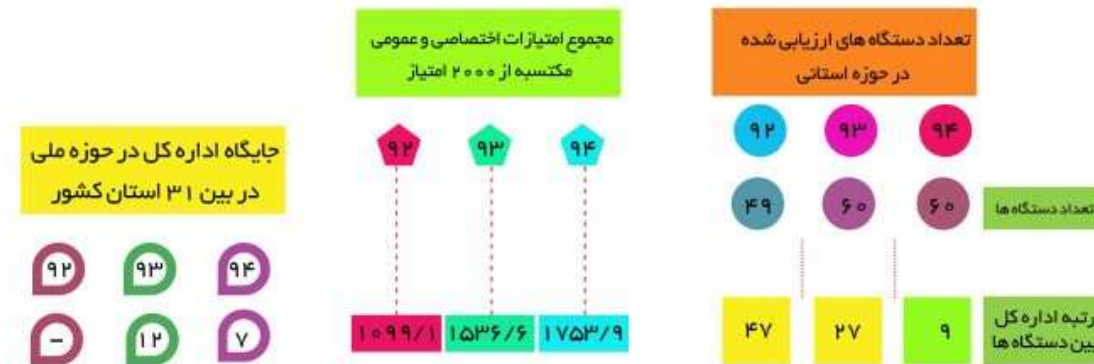 تعداد دستگاه های ارزیابی شده
در حوزه استانی
۹۴ ۹۳ ۹۲
تعداد دستگاه ها
۶۰ ۶۰ ۴۹
رتبه اداره کل
بین دستگاه ها
۹ ۲۷ ۴۷
مجموع امتیازات اختصاصی و عمومی
مکتسبه از ۲۰۰۰ امتیاز
۹۴ ۹۳ ۹۲
۱۷۵۳/۹ ۱۵۳۶/۶ ۱۰۹۹/۱
جایگاه اداره کل در حوزه ملی
در بین ۳۱ استان کشور
۹۴ ۹۳ ۹۲
۷ ۱۲ -